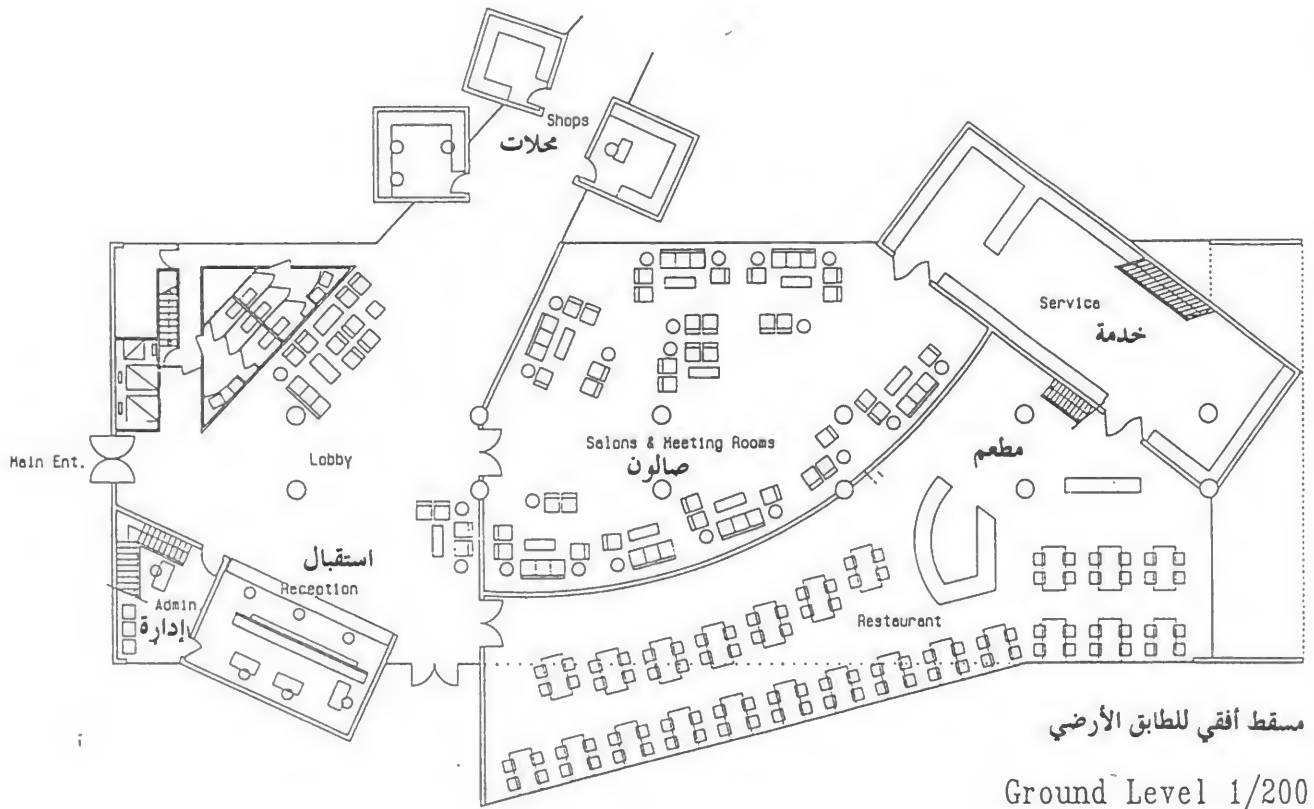 Shops
محلات
Service
خدمة
Main Ent.
Lobby
Salons & Meeting Rooms
صالون
مطعم
استقبال
Reception
Admin
إدارة
Restaurant
مسقط أفقي للطابق الأرضي
Ground Level 1/200